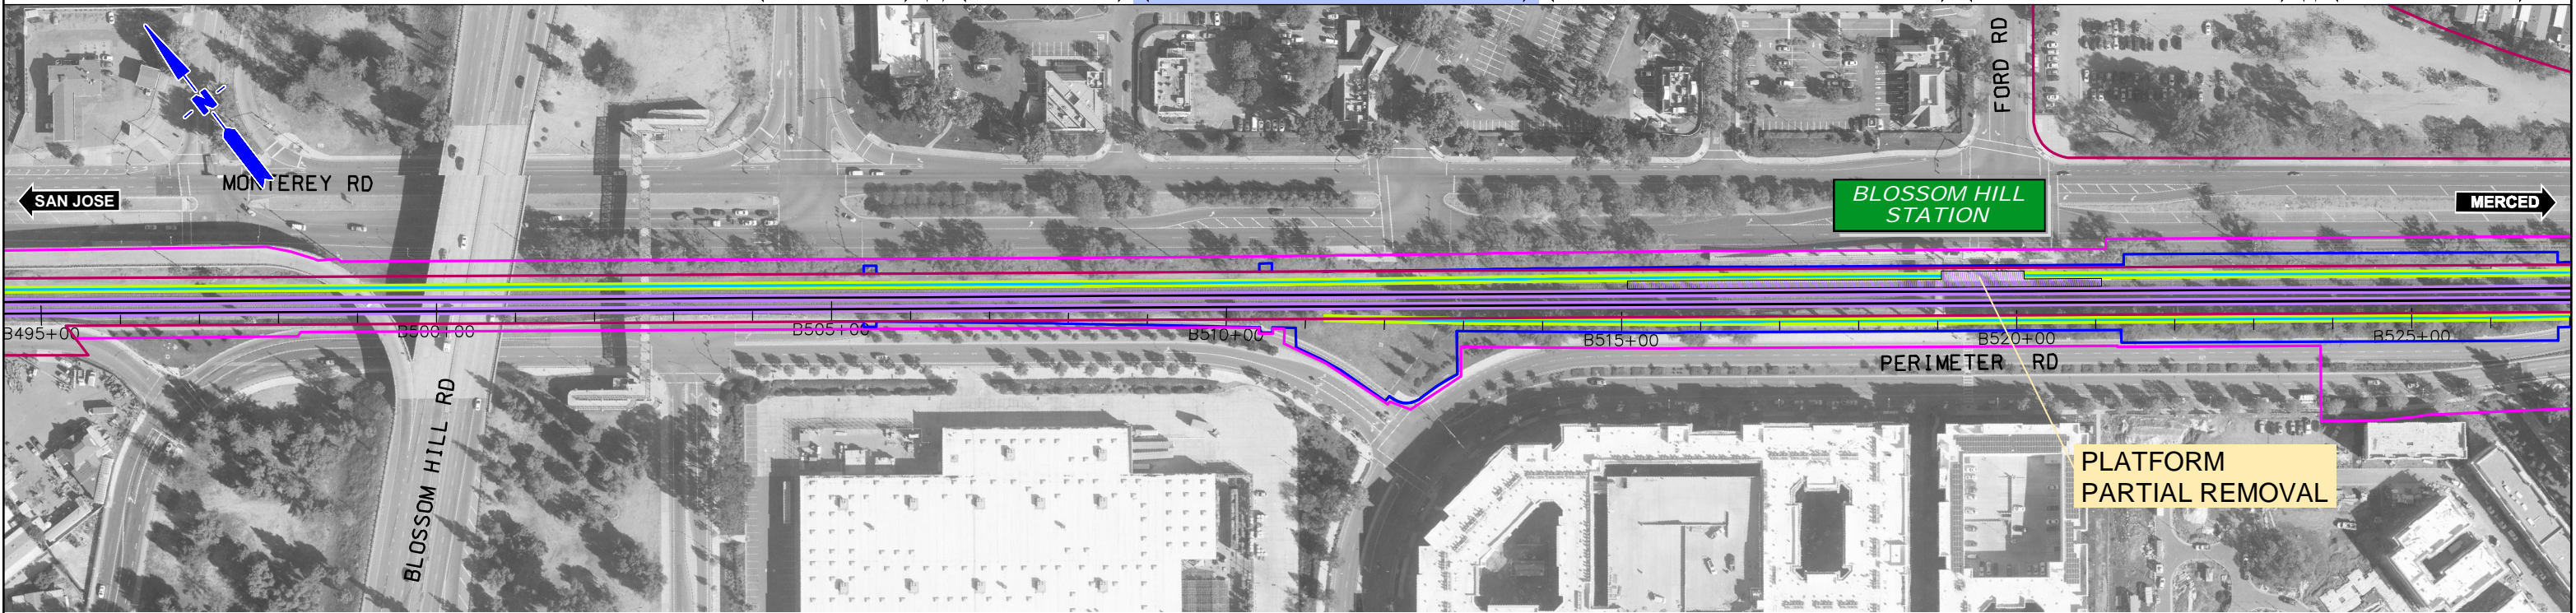 FORD RD
MONTEREY RD
N
SAN JOSE
BLOSSOM HILL
STATION
MERCED
B495+00
B500+00
B505+00
B510+00
B515+00
B520+00
B525+00
PERIMETER RD
BLOSSOM HILL RD
PLATFORM
PARTIAL REMOVAL